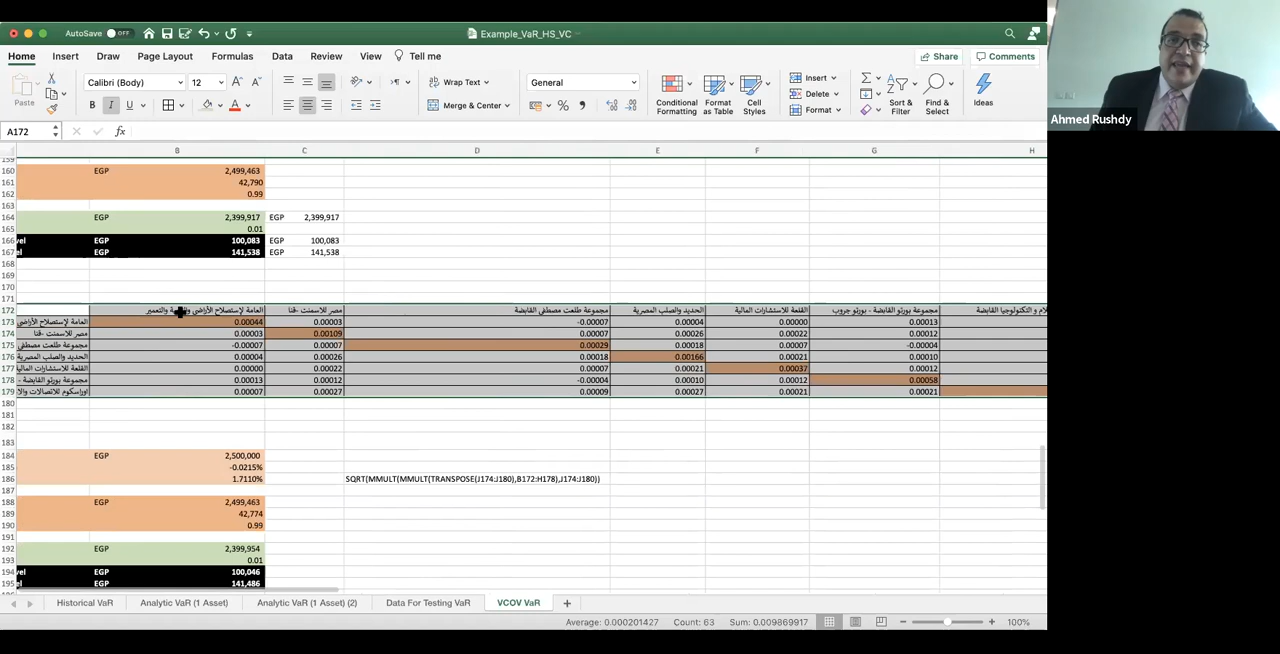 AutoSave OFF Example_VaR_HS_VC
Home Insert Draw Page Layout Formulas Data Review View Tell me Share Comments
Paste Calibri (Body) 12 Wrap Text General Insert
B I U Merge & Center Conditional Formatting Format as Table Cell Styles Delete Format Sort & Filter Find & Select Ideas
Ahmed Rushdy
A172 fx
B C D E F G H
159
160 EGP 2,499,463
161 42,790
162 0.99
163
164 EGP 2,399,917 EGP 2,399,917
165 0.01
166 vel EGP 100,083 EGP 100,083
167 el EGP 141,538 EGP 141,538
168
169
170
171
172 العامة لإستصلاح الأراضي والتنمية والتعمير مصر للاسمنت -قنا مجموعة طلعت مصطفى القابضة الحديد والصلب المصرية القلعة للاستشارات المالية مجموعة بورتو القابضة - بورتو جروب لام و التكنولوجيا القابضة
173 العامة لإستصلاح الأراضي 0.00044 0.00003 -0.00007 0.00004 0.00000 0.00013
174 مصر للاسمنت -قنا 0.00003 0.00109 0.00007 0.00026 0.00022 0.00012
175 مجموعة طلعت مصطفى -0.00007 0.00007 0.00029 0.00018 0.00007 -0.00004
176 الحديد والصلب المصرية 0.00004 0.00026 0.00018 0.00166 0.00021 0.00010
177 القلعة للاستشارات المالية 0.00000 0.00022 0.00007 0.00021 0.00037 0.00012
178 مجموعة بورتو القابضة - 0.00013 0.00012 -0.00004 0.00010 0.00012 0.00058
179 اوراسكوم للاتصالات والا 0.00007 0.00027 0.00009 0.00027 0.00021 0.00021
180
181
182
183
184 EGP 2,500,000
185 -0.0215%
186 1.7110% SQRT(MMULT(MMULT(TRANSPOSE(J174:J180),B172:H178),J174:J180))
187
188 EGP 2,499,463
189 42,774
190 0.99
191
192 EGP 2,399,954
193 0.01
194 vel EGP 100,046
195 el EGP 141,486
Historical VaR Analytic VaR (1 Asset) Analytic VaR (1 Asset) (2) Data For Testing VaR VCOV VaR
Average: 0.000201427 Count: 63 Sum: 0.009869917 100%